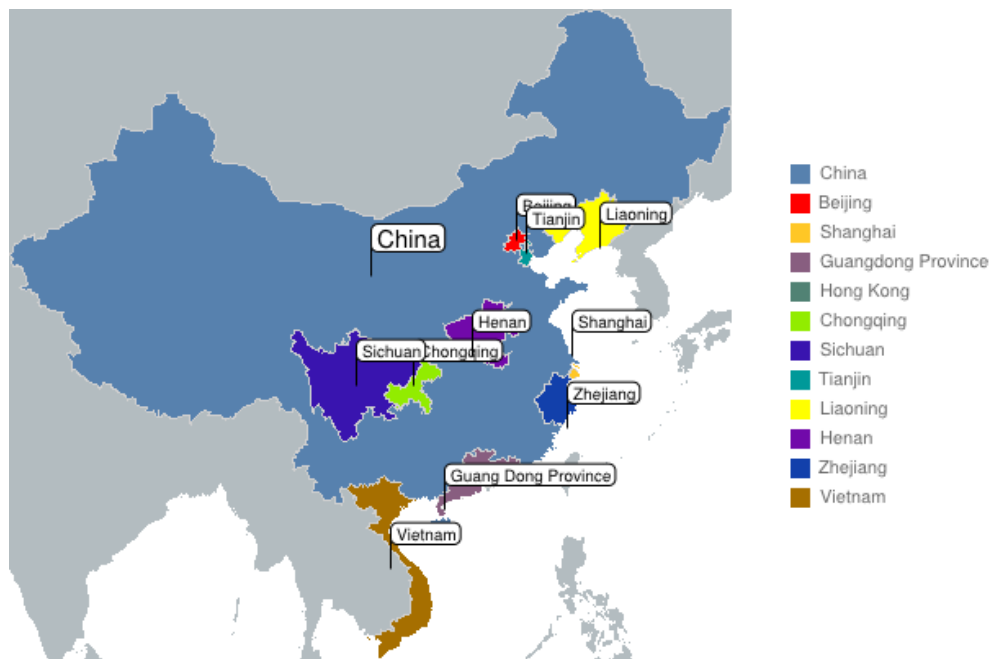 Beijing
Tianjin
Liaoning
China
Henan
Shanghai
Sichuan
Chongqing
Zhejiang
Guang Dong Province
Vietnam
China
Beijing
Shanghai
Guangdong Province
Hong Kong
Chongqing
Sichuan
Tianjin
Liaoning
Henan
Zhejiang
Vietnam